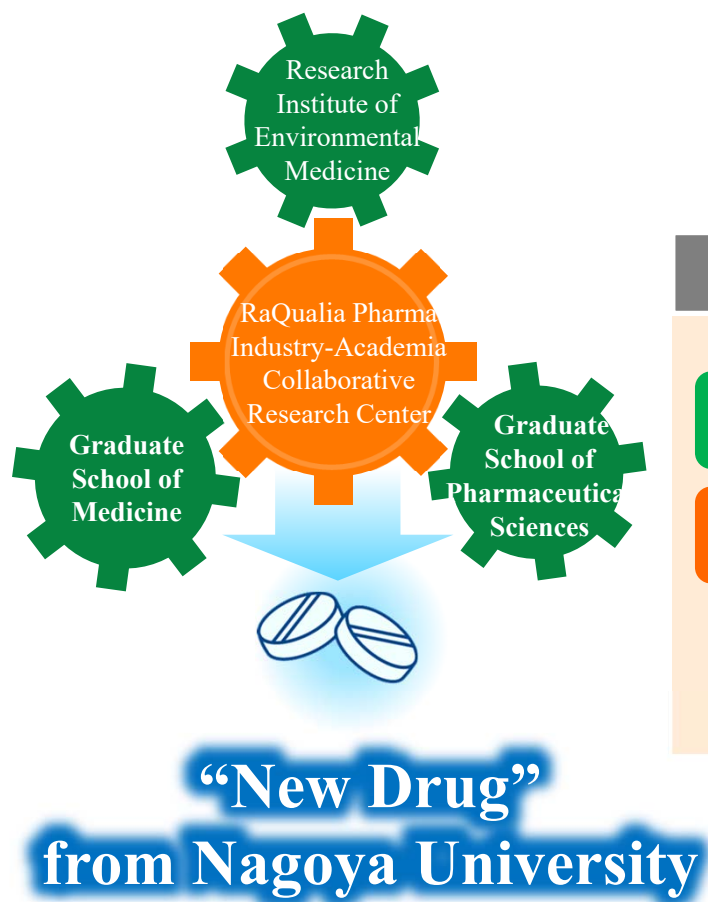 Research
Institute of
Environmental
Medicine
RaQualia Pharma
Industry-Academia
Collaborative
Research Center
Graduate
School of
Medicine
Graduate
School of
Pharmaceutica
Sciences
“New Drug”
from Nagoya University